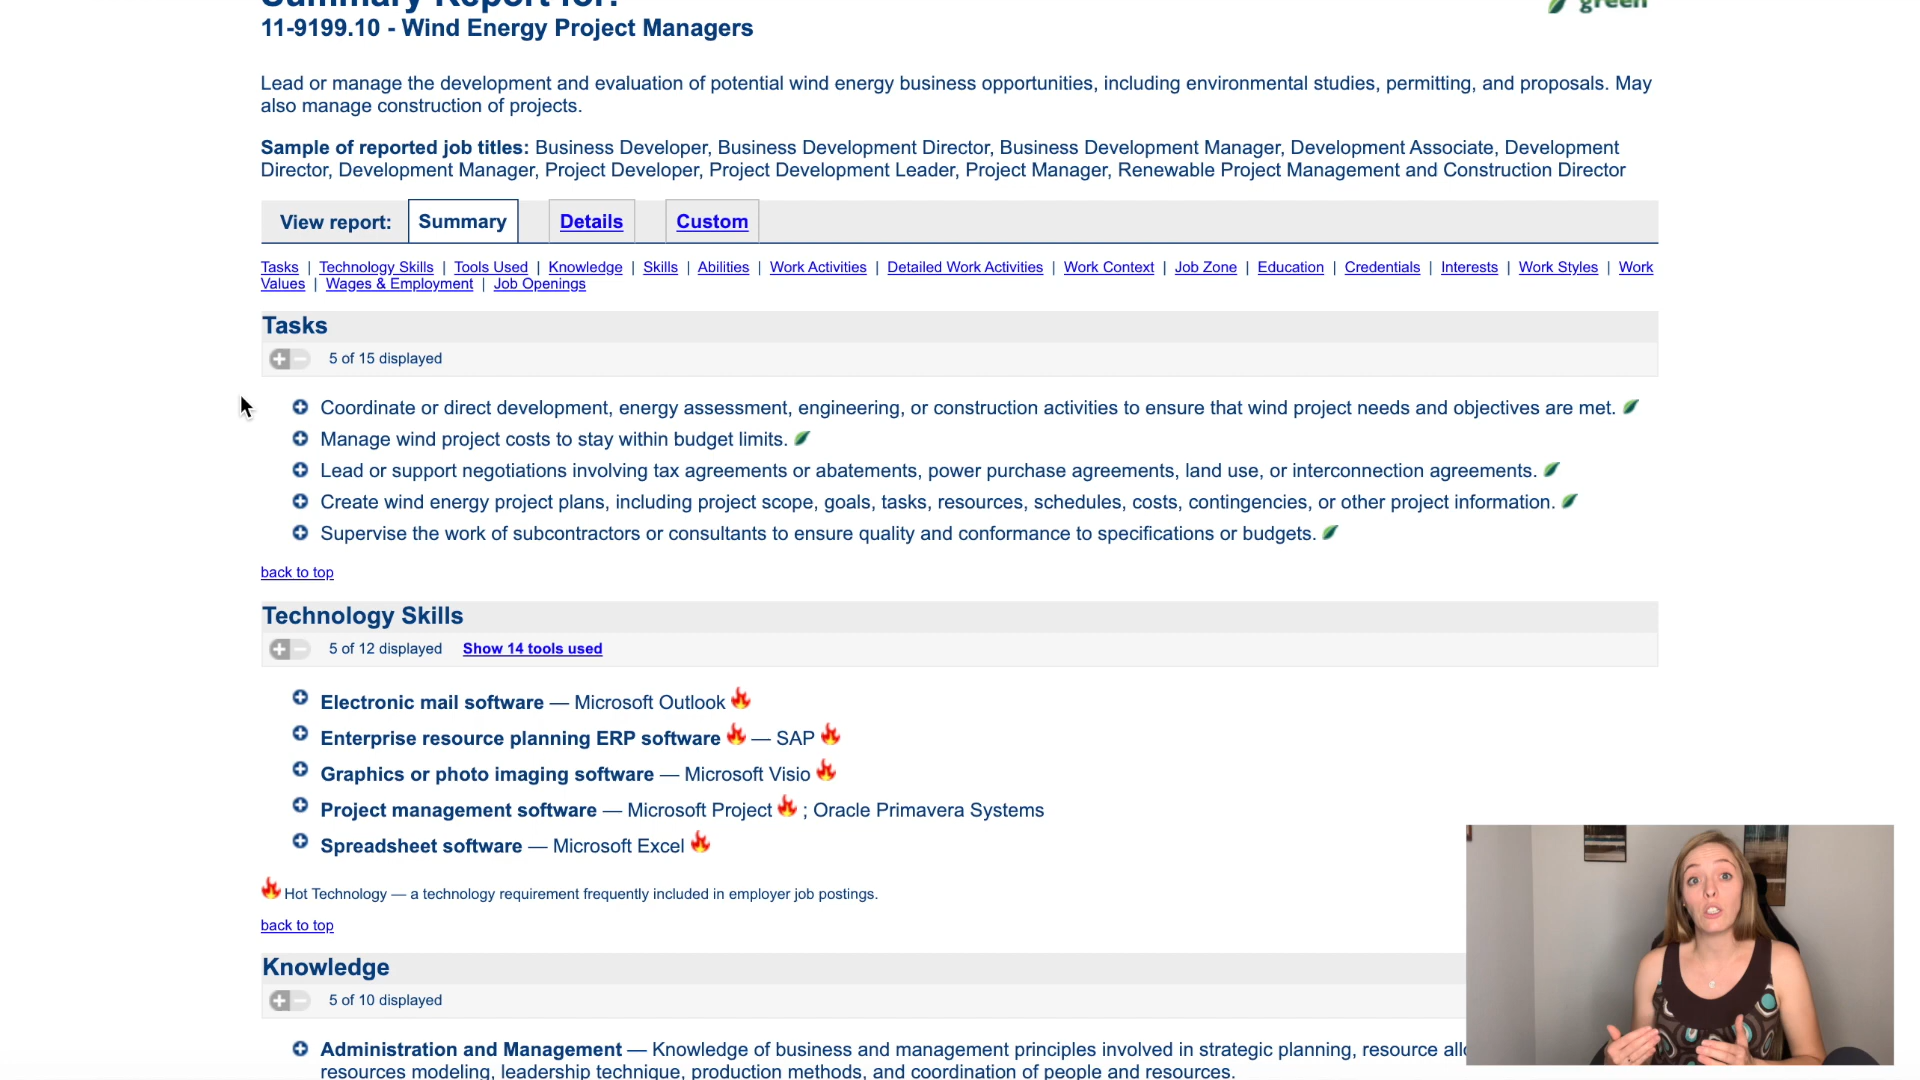 Summary Report for:
green
11-9199.10 - Wind Energy Project Managers
Lead or manage the development and evaluation of potential wind energy business opportunities, including environmental studies, permitting, and proposals. May
also manage construction of projects.
Sample of reported job titles: Business Developer, Business Development Director, Business Development Manager, Development Associate, Development
Director, Development Manager, Project Developer, Project Development Leader, Project Manager, Renewable Project Management and Construction Director
View report: Summary Details Custom
Tasks | Technology Skills | Tools Used | Knowledge | Skills | Abilities | Work Activities | Detailed Work Activities | Work Context | Job Zone | Education | Credentials | Interests | Work Styles | Work
Values | Wages & Employment | Job Openings
Tasks
5 of 15 displayed
Coordinate or direct development, energy assessment, engineering, or construction activities to ensure that wind project needs and objectives are met.
Manage wind project costs to stay within budget limits.
Lead or support negotiations involving tax agreements or abatements, power purchase agreements, land use, or interconnection agreements.
Create wind energy project plans, including project scope, goals, tasks, resources, schedules, costs, contingencies, or other project information.
Supervise the work of subcontractors or consultants to ensure quality and conformance to specifications or budgets.
back to top
Technology Skills
5 of 12 displayed Show 14 tools used
Electronic mail software — Microsoft Outlook
Enterprise resource planning ERP software — SAP
Graphics or photo imaging software — Microsoft Visio
Project management software — Microsoft Project ; Oracle Primavera Systems
Spreadsheet software — Microsoft Excel
Hot Technology — a technology requirement frequently included in employer job postings.
back to top
Knowledge
5 of 10 displayed
Administration and Management — Knowledge of business and management principles involved in strategic planning, resource
resources modeling, leadership technique, production methods, and coordination of people and resources.